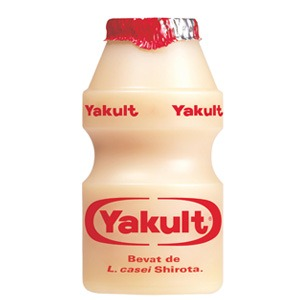 Yakult Yakult
Yakult®
Bevat de
L. casei Shirota.